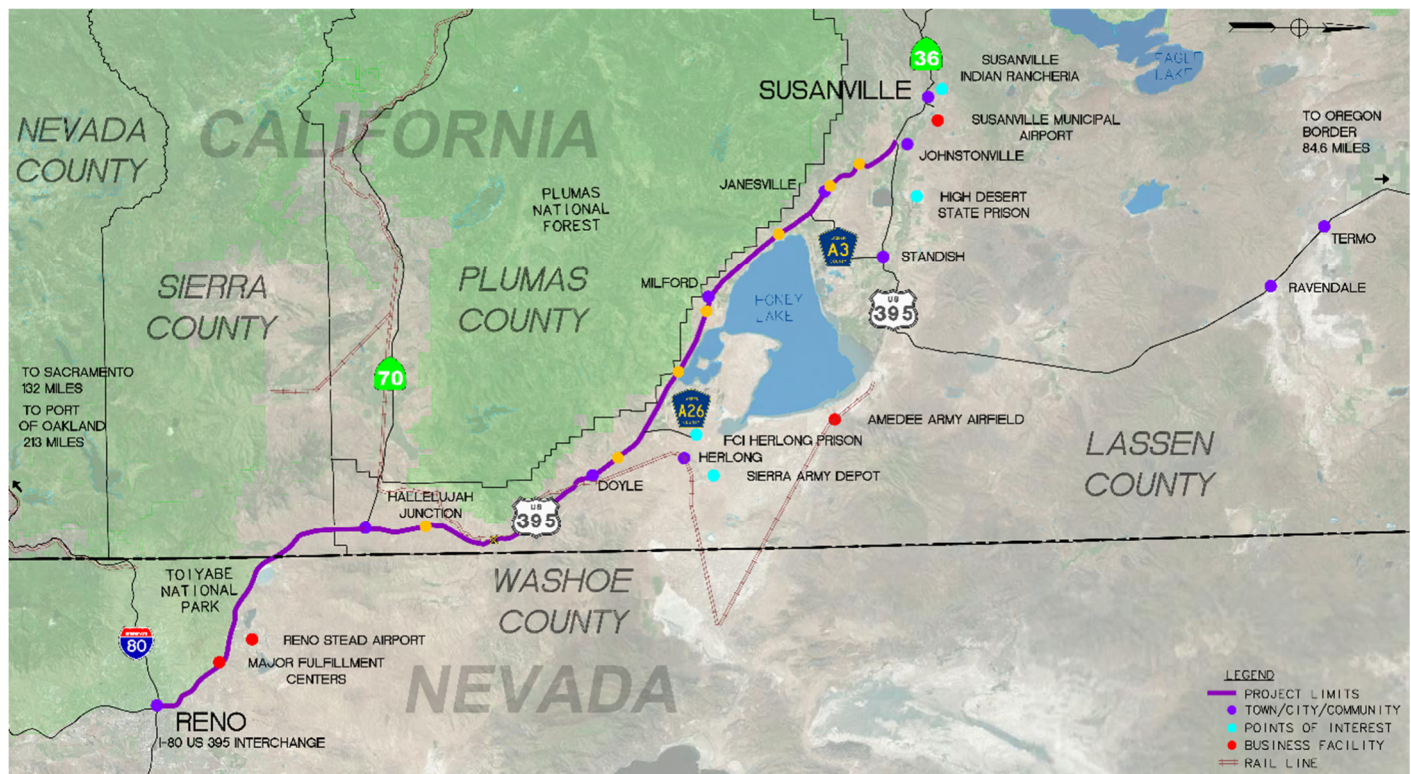 36
SUSANVILLE
INDIAN RANCHERIA
EAGLE
LAKE
SUSANVILLE
NEVADA
COUNTY
CALIFORNIA
SUSANVILLE MUNICIPAL
AIRPORT
TO OREGON
BORDER
84.6 MILES
JOHNSTONVILLE
JANESVILLE
PLUMAS
NATIONAL
FOREST
HIGH DESERT
STATE PRISON
A3
COUNTY
STANDISH
TERMO
SIERRA
COUNTY
PLUMAS
COUNTY
MILFORD
HONEY
LAKE
US
395
RAVENDALE
TO SACRAMENTO
132 MILES
TO PORT
OF OAKLAND
213 MILES
70
A26
COUNTY
AMEDEE ARMY AIRFIELD
FCI HERLONG PRISON
HERLONG
SIERRA ARMY DEPOT
LASSEN
COUNTY
DOYLE
HALLELUJAH
JUNCTION
US
395
TOIYABE
NATIONAL
PARK
WASHOE
COUNTY
80
RENO STEAD AIRPORT
MAJOR FULFILLMENT
CENTERS
NEVADA
RENO
I-80 US 395 INTERCHANGE
LEGEND
PROJECT LIMITS
TOWN/CITY/COMMUNITY
POINTS OF INTEREST
BUSINESS FACILITY
RAIL LINE